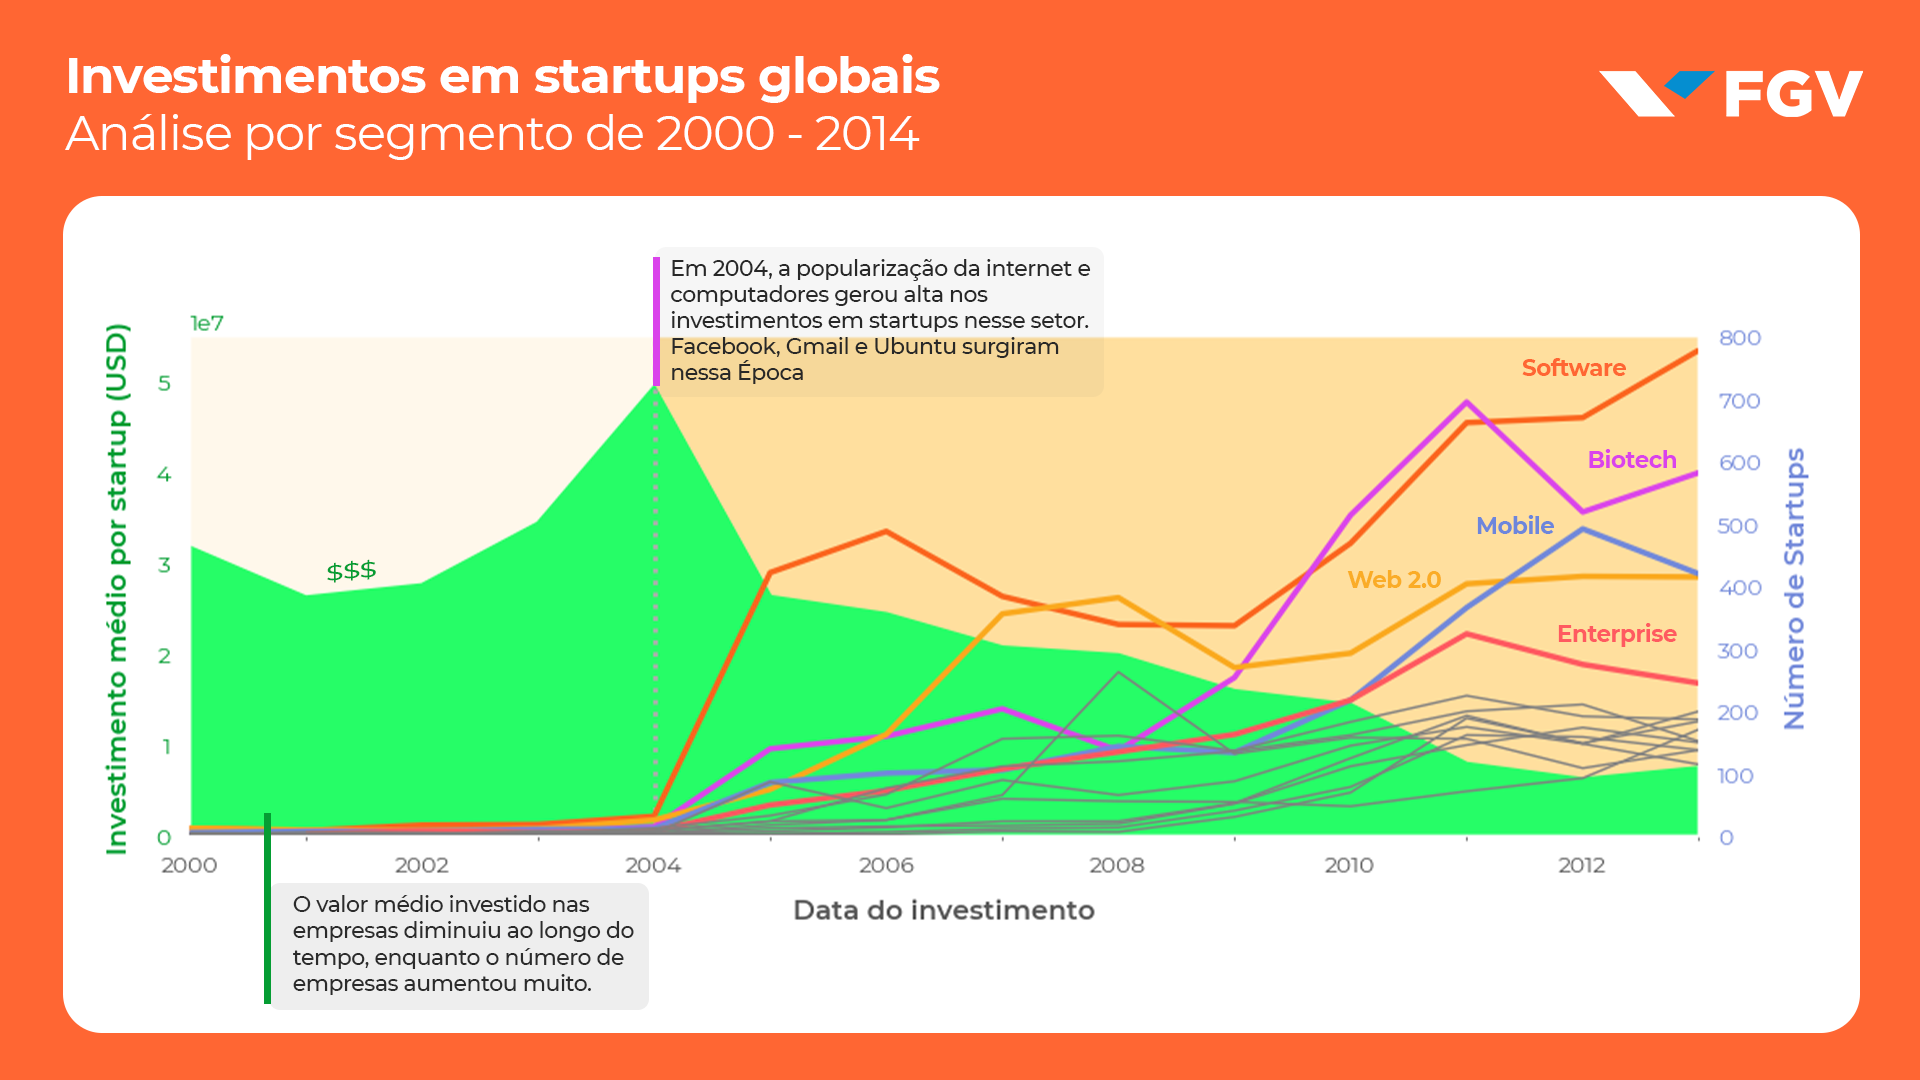 Investimentos em startups globais
Análise por segmento de 2000 - 2014
FGV
Em 2004, a popularização da internet e
computadores gerou alta nos
investimentos em startups nesse setor.
Facebook, Gmail e Ubuntu surgiram
nessa Época
Investimento médio por startup (USD)
1e7
5
4
3
2
1
0
$$$
Software
Biotech
Mobile
Web 2.0
Enterprise
800
700
600
500
400
300
200
100
0
Número de Startups
2000
2002
2004
2006
2008
2010
2012
Data do investimento
O valor médio investido nas
empresas diminuiu ao longo do
tempo, enquanto o número de
empresas aumentou muito.